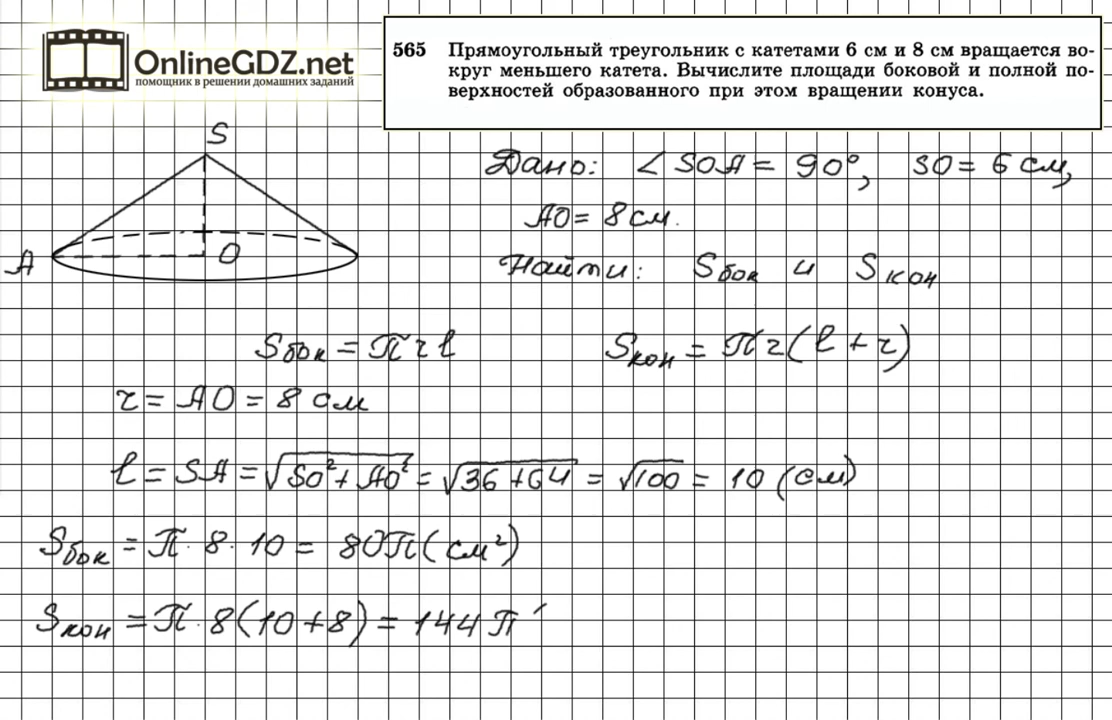 OnlineGDZ.net
помощник в решении домашних заданий
565 Прямоугольный треугольник с катетами 6 см и 8 см вращается во-
круг меньшего катета. Вычислите площади боковой и полной по-
верхностей образованного при этом вращении конуса.
S
A
O
Дано: ∠SOA = 90°, SO = 6 см,
AO = 8 см.
Найти: Sбок и Sкон
Sбок = πrl
Sкон = πr(l + r)
r = AO = 8 см
l = SA = √(SO² + AO²) = √(36 + 64) = √100 = 10 (см)
Sбок = π · 8 · 10 = 80π (см²)
Sкон = π · 8(10 + 8) = 144π